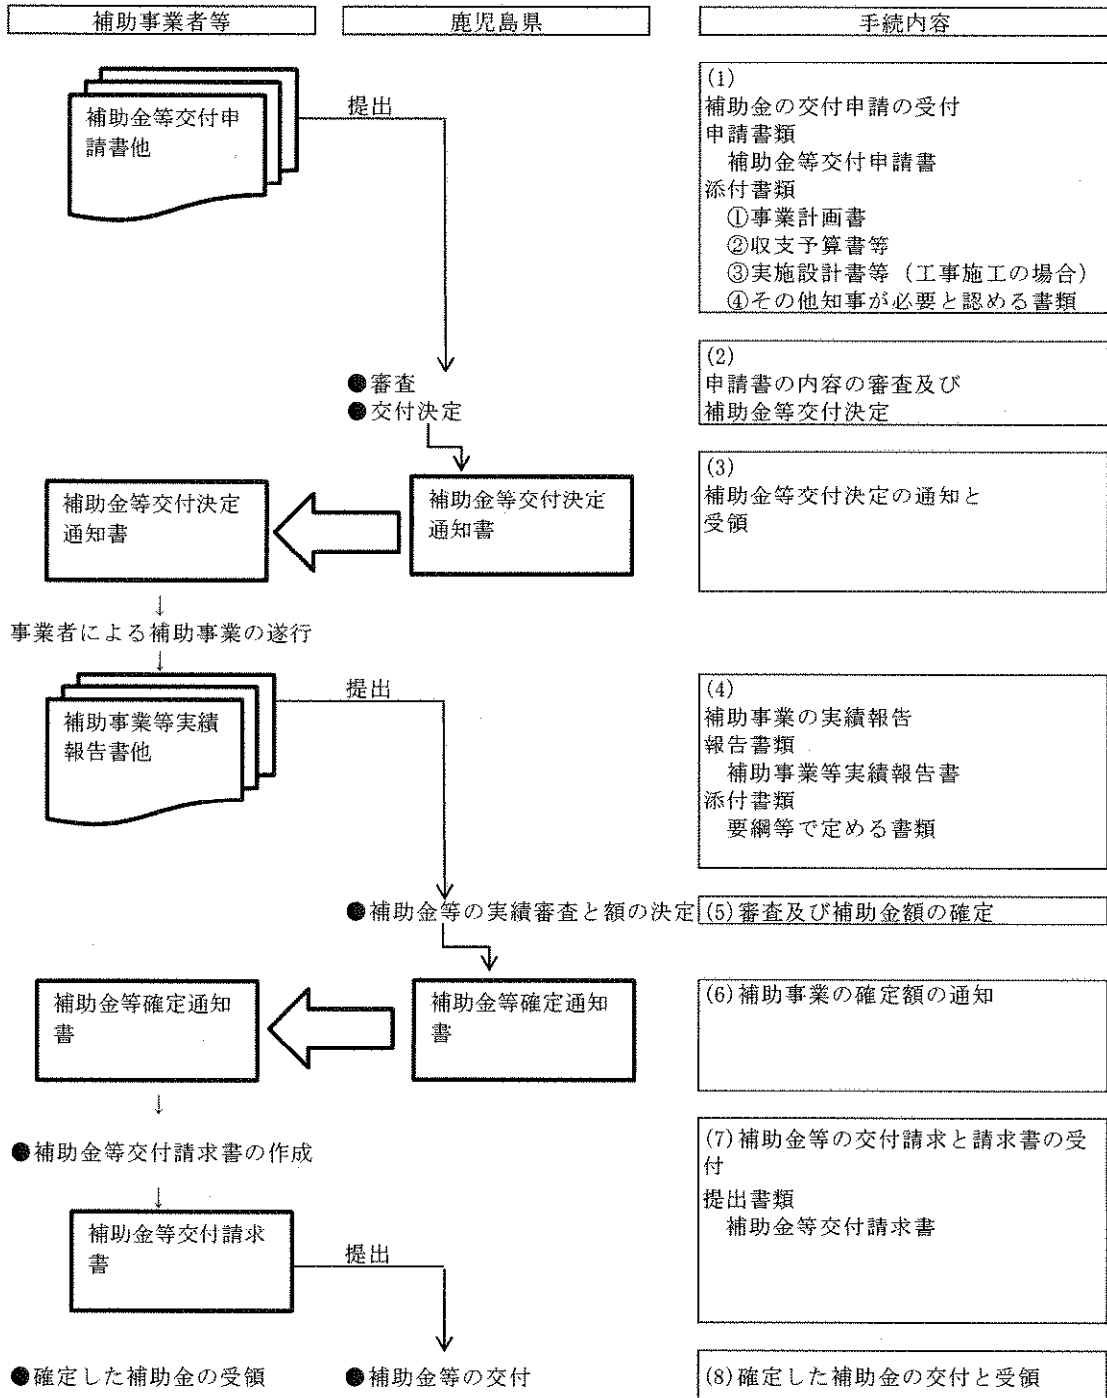 補助事業者等
鹿児島県
手続内容
補助金等交付申
請書他
提出
(1)
補助金の交付申請の受付
申請書類
補助金等交付申請書
添付書類
①事業計画書
②収支予算書等
③実施設計書等（工事施工の場合）
④その他知事が必要と認める書類
●審査
●交付決定
(2)
申請書の内容の審査及び
補助金等交付決定
補助金等交付決定
通知書
補助金等交付決定
通知書
(3)
補助金等交付決定の通知と
受領
↓
事業者による補助事業の遂行
↓
補助事業等実績
報告書他
提出
(4)
補助事業の実績報告
報告書類
補助事業等実績報告書
添付書類
要綱等で定める書類
●補助金等の実績審査と額の決定
(5)審査及び補助金額の確定
補助金等確定通知
書
補助金等確定通知
書
(6)補助事業の確定額の通知
↓
●補助金等交付請求書の作成
↓
補助金等交付請求
書
提出
(7)補助金等の交付請求と請求書の受
付
提出書類
補助金等交付請求書
●確定した補助金の受領
●補助金等の交付
(8)確定した補助金の交付と受領